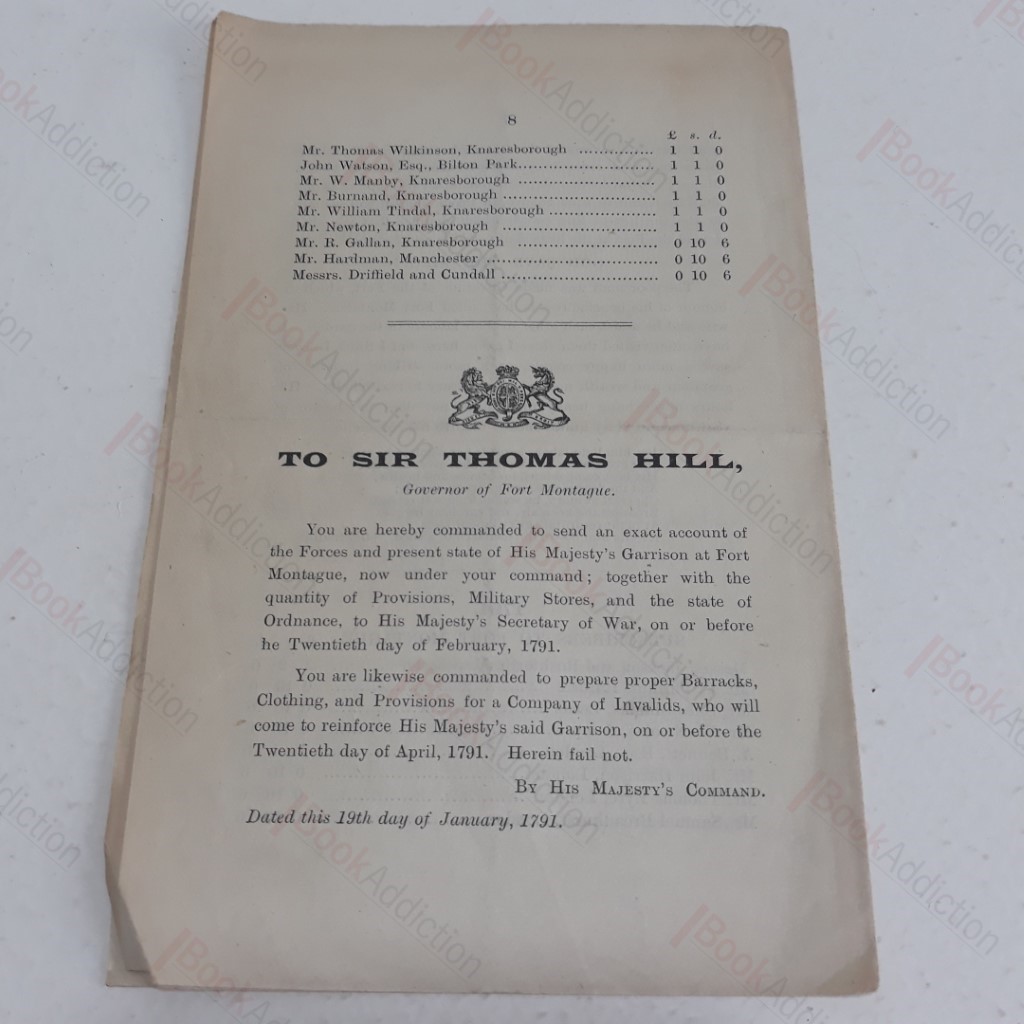 8
£ s. d.
Mr. Thomas Wilkinson, Knaresborough ............... 1 1 0
John Watson, Esq., Bilton Park........................... 1 1 0
Mr. W. Manby, Knaresborough ........................... 1 1 0
Mr. Burnand, Knaresborough .............................. 1 1 0
Mr. William Tindal, Knaresborough ..................... 1 1 0
Mr. Newton, Knaresborough .............................. 1 1 0
Mr. R. Gallan, Knaresborough ........................... 0 10 6
Mr. Hardman, Manchester ................................. 0 10 6
Messrs. Driffield and Cundall .............................. 0 10 6
TO SIR THOMAS HILL,
Governor of Fort Montague.
You are hereby commanded to send an exact account of
the Forces and present state of His Majesty's Garrison at Fort
Montague, now under your command; together with the
quantity of Provisions, Military Stores, and the state of
Ordnance, to His Majesty's Secretary of War, on or before
he Twentieth day of February, 1791.
You are likewise commanded to prepare proper Barracks,
Clothing, and Provisions for a Company of Invalids, who will
come to reinforce His Majesty's said Garrison, on or before the
Twentieth day of April, 1791. Herein fail not.
By His Majesty's Command.
Dated this 19th day of January, 1791.
BookAddiction